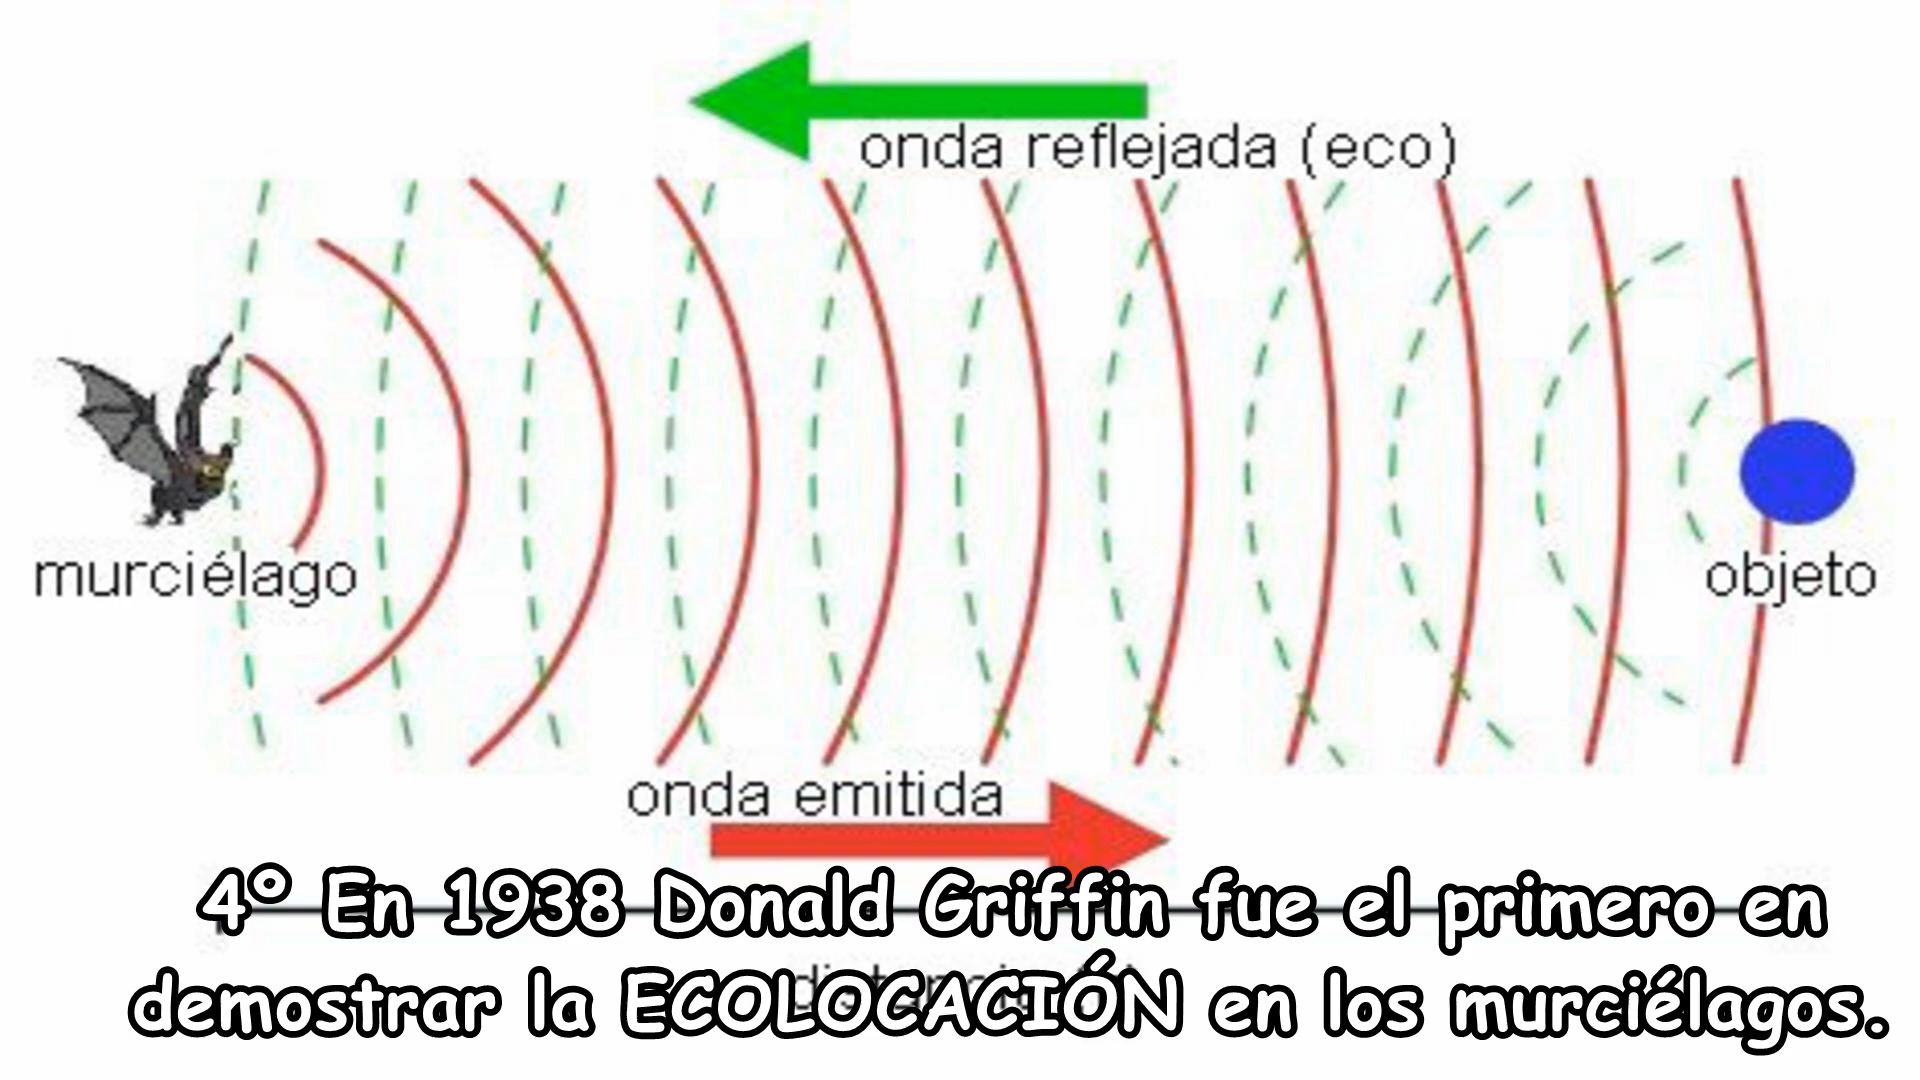 onda reflejada (eco)
murciélago
objeto
onda emitida
4º En 1938 Donald Griffin fue el primero en
demostrar la ECOLOCACIÓN en los murciélagos.